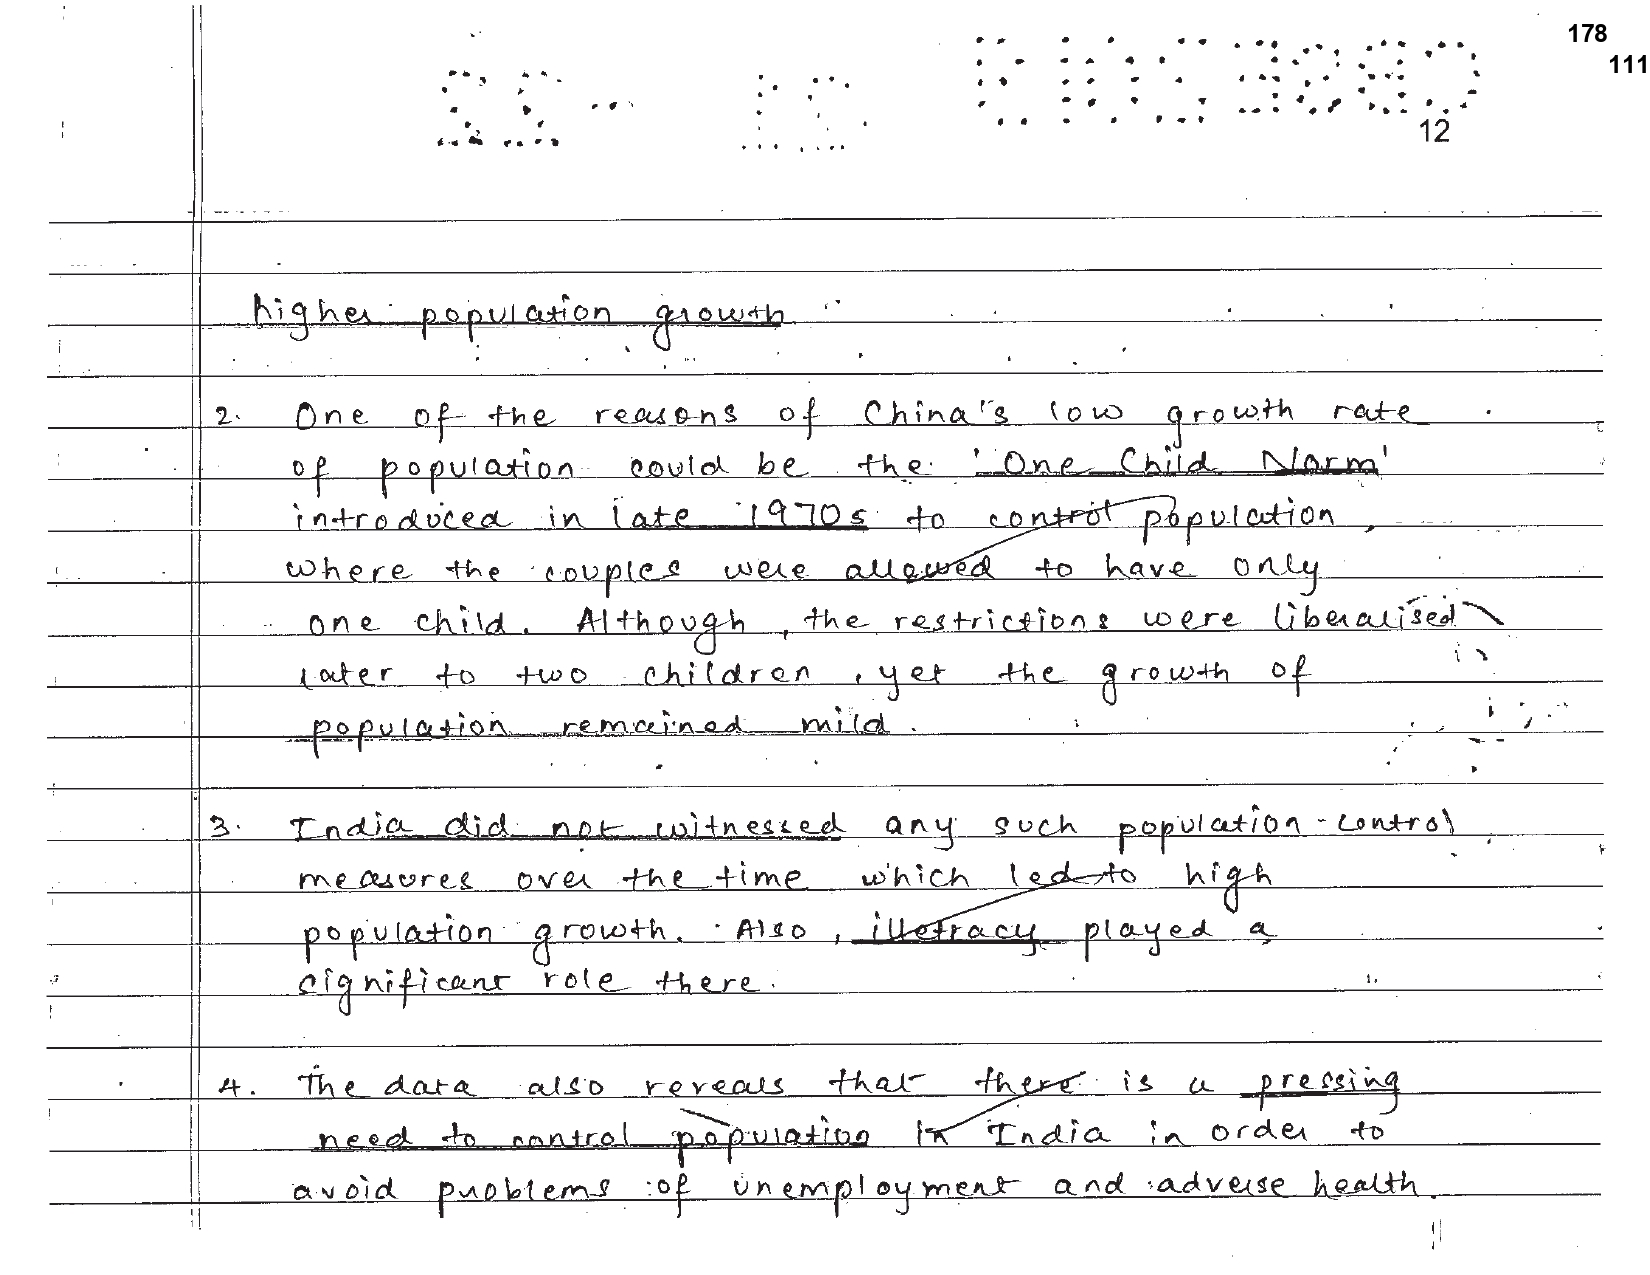 178
111
12
higher population growth
2. One of the reasons of China's low growth rate
of population could be the 'One Child Norm'
introduced in late 1970s to control population,
where the couples were allowed to have only
one child. Although, the restrictions were liberalised
later to two children, yet the growth of
population remained mild.
3. India did not witnessed any such population-control
measures over the time which led to high
population growth. Also, illetracy played a
significant role there.
4. The data also reveals that there is a pressing
need to control population in India in order to
avoid problems of unemployment and adverse health